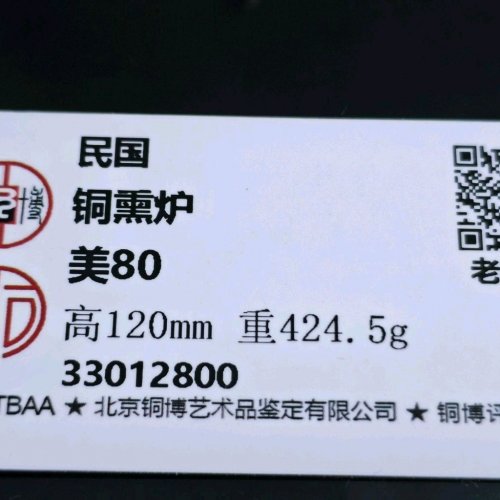 民国
铜熏炉
美80
高120mm 重424.5g
33012800
TBAA ★ 北京铜博艺术品鉴定有限公司 ★ 铜博评
博
老